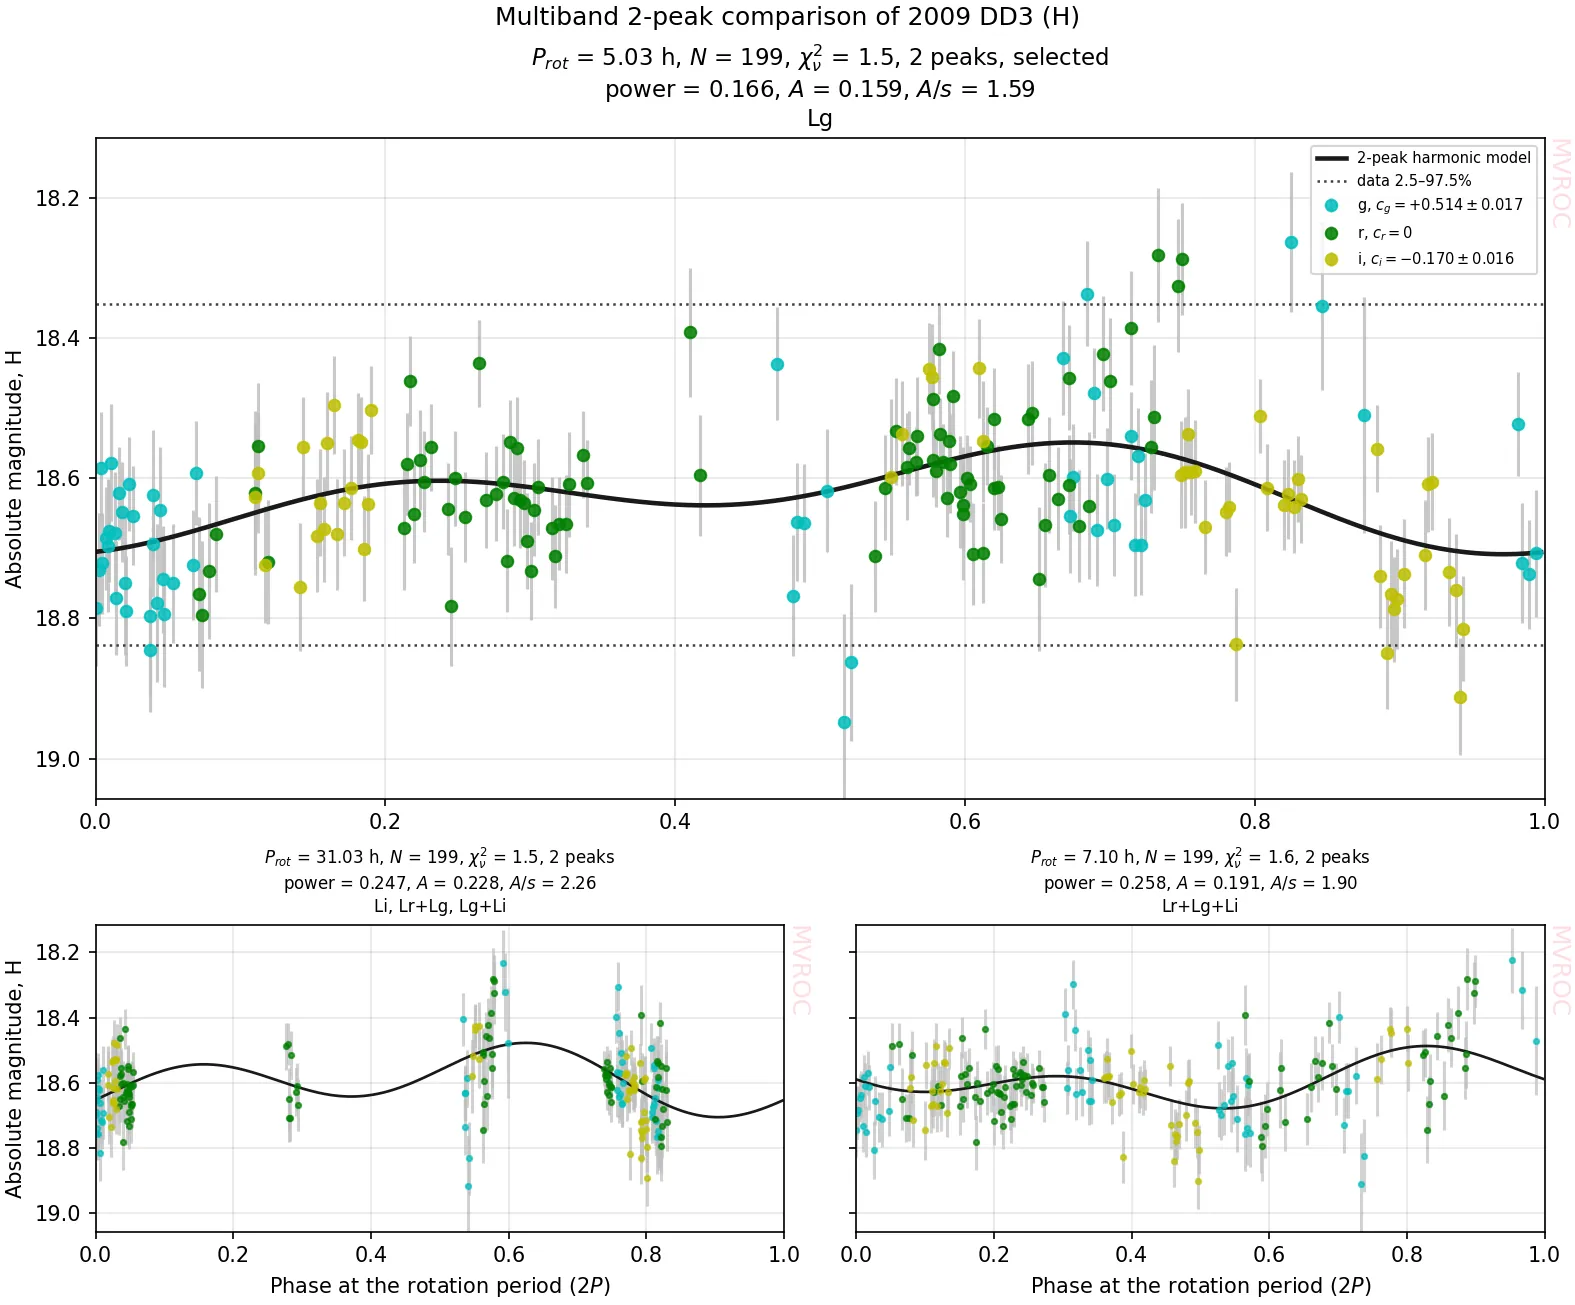 Multiband 2-peak comparison of 2009 DD3 (H)
P_rot = 5.03 h, N = 199, χ²_ν = 1.5, 2 peaks, selected
power = 0.166, A = 0.159, A/s = 1.59
Lg
2-peak harmonic model
data 2.5–97.5%
g, c_g = +0.514 ± 0.017
r, c_r = 0
i, c_i = −0.170 ± 0.016
MVROC
Absolute magnitude, H
18.2
18.4
18.6
18.8
19.0
0.0 0.2 0.4 0.6 0.8 1.0
P_rot = 31.03 h, N = 199, χ²_ν = 1.5, 2 peaks
power = 0.247, A = 0.228, A/s = 2.26
Li, Lr+Lg, Lg+Li
MVROC
Absolute magnitude, H
18.2
18.4
18.6
18.8
19.0
0.0 0.2 0.4 0.6 0.8 1.0
Phase at the rotation period (2P)
P_rot = 7.10 h, N = 199, χ²_ν = 1.6, 2 peaks
power = 0.258, A = 0.191, A/s = 1.90
Lr+Lg+Li
MVROC
0.0 0.2 0.4 0.6 0.8 1.0
Phase at the rotation period (2P)